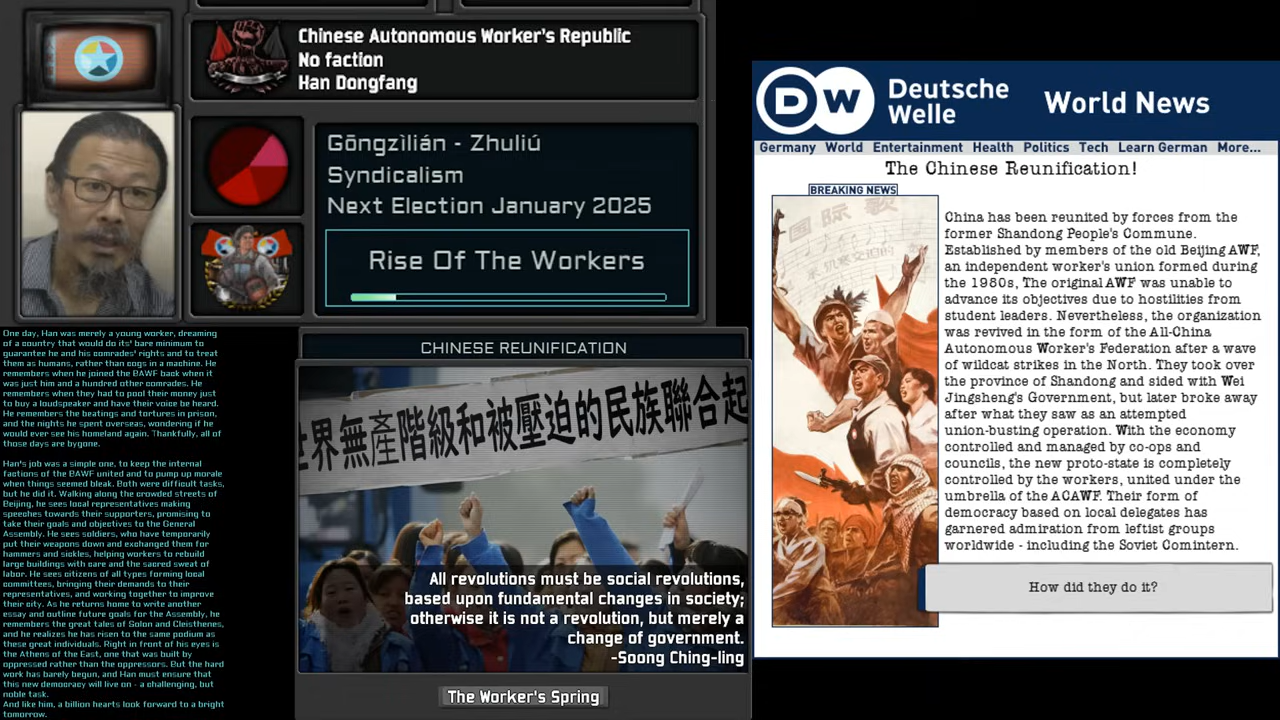 Chinese Autonomous Worker's Republic
No faction
Han Dongfang
Gōngzìlián - Zhuliú
Syndicalism
Next Election January 2025
Rise Of The Workers
One day, Han was merely a young worker, dreaming
of a country that would do its' bare minimum to
guarantee he and his comrades' rights and to treat
them as humans, rather than cogs in a machine. He
remembers when he joined the BAWF back when it
was just him and a hundred other comrades. He
remembers when they had to pool their money just
to buy a loudspeaker and have their voice be heard.
He remembers the beatings and tortures in prison,
and the nights he spent overseas, wondering if he
would ever see his homeland again. Thankfully, all of
those days are bygone.
Han's job was a simple one, to keep the internal
factions of the BAWF united and to pump up morale
when things seemed bleak. Both were difficult tasks,
but he did it. Walking along the crowded streets of
Beijing, he sees local representatives making
speeches towards their supporters, promising to
take their goals and objectives to the General
Assembly. He sees soldiers, who have temporarily
put their weapons down and exchanged them for
hammers and sickles, helping workers to rebuild
large buildings with care and the sacred sweat of
labor. He sees citizens of all types forming local
committees, bringing their demands to their
representatives, and working together to improve
their city. As he returns home to write another
essay and outline future goals for the Assembly, he
remembers the great tales of Solon and Cleisthenes,
and he realizes he has risen to the same podium as
these great individuals. Right in front of his eyes is
the Athens of the East, one that was built by
oppressed rather than the oppressors. But the hard
work has barely begun, and Han must ensure that
this new democracy will live on - a challenging, but
noble task.
And like him, a billion hearts look forward to a bright
tomorrow.
CHINESE REUNIFICATION
世界無產階級和被壓迫的民族聯合起
All revolutions must be social revolutions,
based upon fundamental changes in society;
otherwise it is not a revolution, but merely a
change of government.
-Soong Ching-ling
The Worker's Spring
DW
Deutsche
Welle
World News
Germany World Entertainment Health Politics Tech Learn German More...
The Chinese Reunification!
BREAKING NEWS
国际歌
China has been reunited by forces from the
former Shandong People's Commune.
Established by members of the old Beijing AWF,
an independent worker's union formed during
the 1980s, The original AWF was unable to
advance its objectives due to hostilities from
student leaders. Nevertheless, the organization
was revived in the form of the All-China
Autonomous Worker's Federation after a wave
of wildcat strikes in the North. They took over
the province of Shandong and sided with Wei
Jingsheng's Government, but later broke away
after what they saw as an attempted
union-busting operation. With the economy
controlled and managed by co-ops and
councils, the new proto-state is completely
controlled by the workers, united under the
umbrella of the ACAWF. Their form of
democracy based on local delegates has
garnered admiration from leftist groups
worldwide - including the Soviet Comintern.
How did they do it?